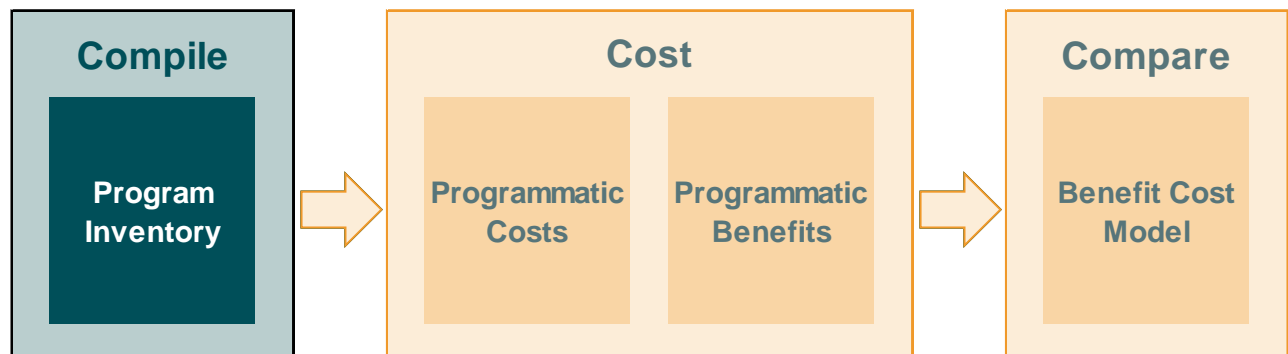 Compile
Program
Inventory
Cost
Programmatic
Costs
Programmatic
Benefits
Compare
Benefit Cost
Model